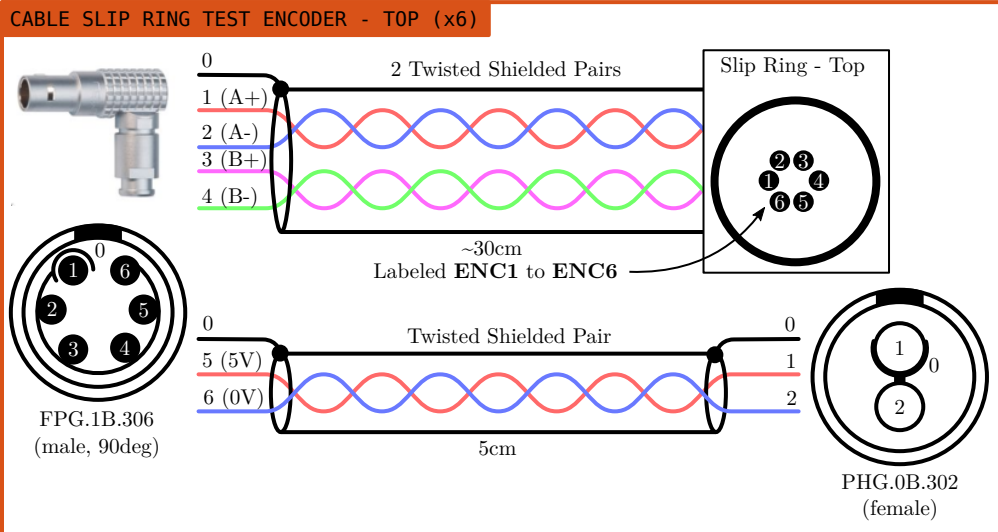 CABLE SLIP RING TEST ENCODER - TOP (x6)
0
1 (A+)
2 (A-)
3 (B+)
4 (B-)
2 Twisted Shielded Pairs
~30cm
Labeled ENC1 to ENC6
Slip Ring - Top
2 3
1 4
6 5
0
1 6
2 5
3 4
FPG.1B.306
(male, 90deg)
0
5 (5V)
6 (0V)
Twisted Shielded Pair
5cm
0
1
2
1
0
2
PHG.0B.302
(female)